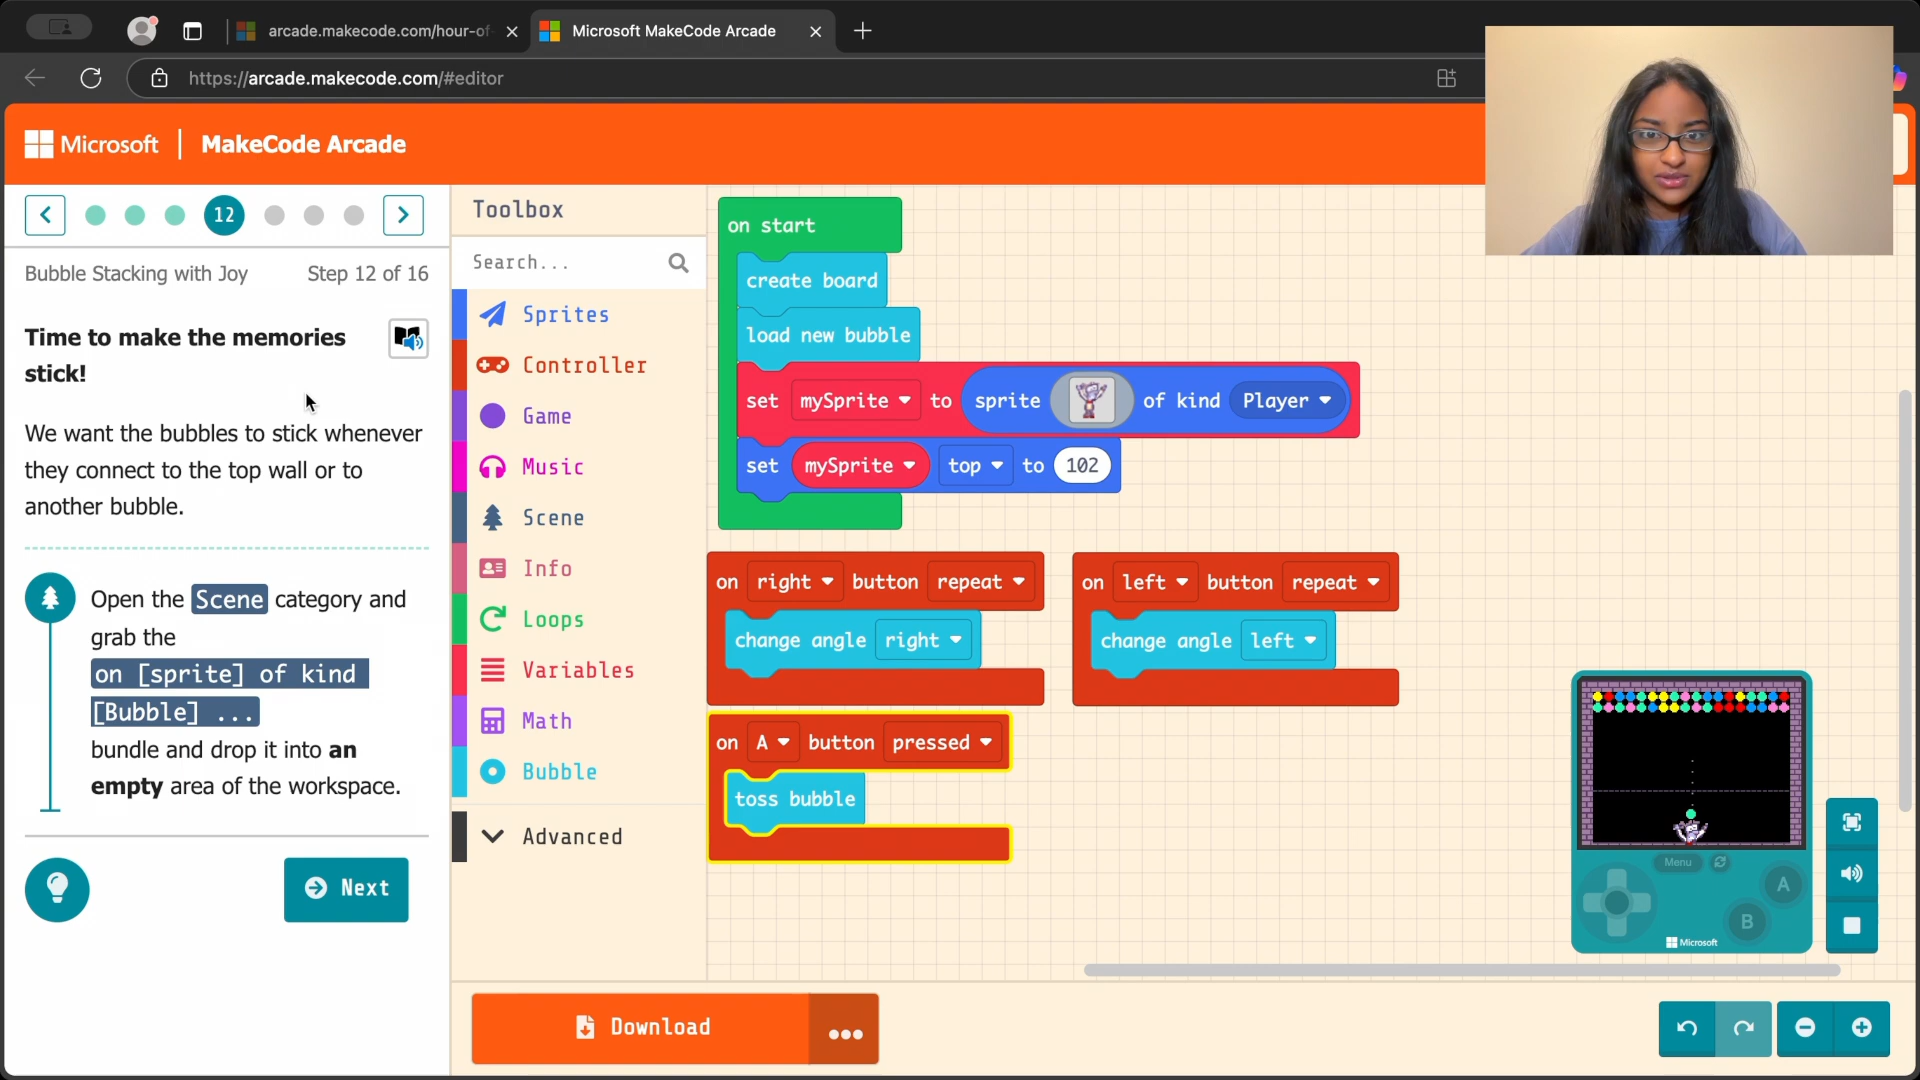 arcade.makecode.com/hour-of-
Microsoft MakeCode Arcade
https://arcade.makecode.com/#editor
Microsoft | MakeCode Arcade
12
Bubble Stacking with Joy Step 12 of 16
Time to make the memories
stick!
We want the bubbles to stick whenever
they connect to the top wall or to
another bubble.
Open the Scene category and
grab the
on [sprite] of kind
[Bubble] ...
bundle and drop it into an
empty area of the workspace.
Next
Toolbox
Search...
Sprites
Controller
Game
Music
Scene
Info
Loops
Variables
Math
Bubble
Advanced
on start
create board
load new bubble
set mySprite to sprite of kind Player
set mySprite top to 102
on right button repeat
change angle right
on left button repeat
change angle left
on A button pressed
toss bubble
Menu
A
B
Microsoft
Download